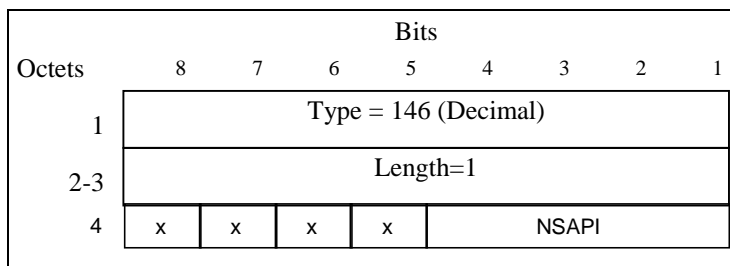 Bits
Octets 8 7 6 5 4 3 2 1
1 Type = 146 (Decimal)
2-3 Length=1
4 x x x x NSAPI